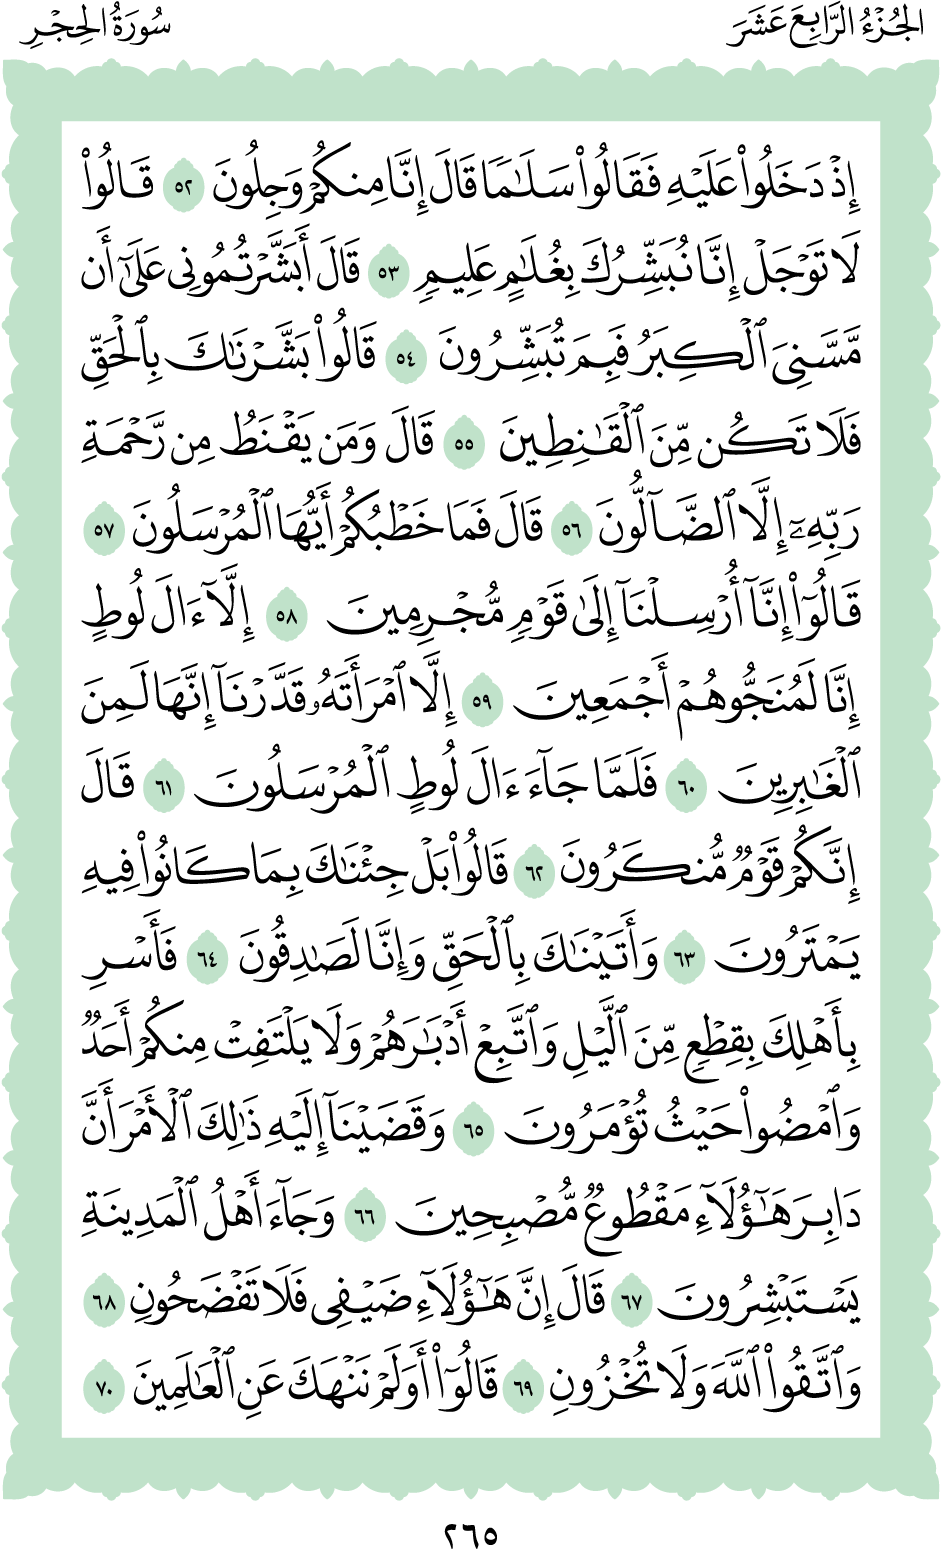 الجُزْءُ الرَّابِعَ عَشَرَ
سُورَةُ الحِجْرِ
إِذْ دَخَلُوا۟ عَلَيْهِ فَقَالُوا۟ سَلَـٰمًۭا قَالَ إِنَّا مِنكُمْ وَجِلُونَ ٥٢ قَالُوا۟
لَا تَوْجَلْ إِنَّا نُبَشِّرُكَ بِغُلَـٰمٍ عَلِيمٍۢ ٥٣ قَالَ أَبَشَّرْتُمُونِى عَلَىٰٓ أَن
مَّسَّنِىَ ٱلْكِبَرُ فَبِمَ تُبَشِّرُونَ ٥٤ قَالُوا۟ بَشَّرْنَـٰكَ بِٱلْحَقِّ
فَلَا تَكُن مِّنَ ٱلْقَـٰنِطِينَ ٥٥ قَالَ وَمَن يَقْنَطُ مِن رَّحْمَةِ
رَبِّهِۦٓ إِلَّا ٱلضَّآلُّونَ ٥٦ قَالَ فَمَا خَطْبُكُمْ أَيُّهَا ٱلْمُرْسَلُونَ ٥٧
قَالُوٓا۟ إِنَّآ أُرْسِلْنَآ إِلَىٰ قَوْمٍۢ مُّجْرِمِينَ ٥٨ إِلَّآ ءَالَ لُوطٍ
إِنَّا لَمُنَجُّوهُمْ أَجْمَعِينَ ٥٩ إِلَّا ٱمْرَأَتَهُۥ قَدَّرْنَآ إِنَّهَا لَمِنَ
ٱلْغَـٰبِرِينَ ٦٠ فَلَمَّا جَآءَ ءَالَ لُوطٍ ٱلْمُرْسَلُونَ ٦١ قَالَ
إِنَّكُمْ قَوْمٌۭ مُّنكَرُونَ ٦٢ قَالُوا۟ بَلْ جِئْنَـٰكَ بِمَا كَانُوا۟ فِيهِ
يَمْتَرُونَ ٦٣ وَأَتَيْنَـٰكَ بِٱلْحَقِّ وَإِنَّا لَصَـٰدِقُونَ ٦٤ فَأَسْرِ
بِأَهْلِكَ بِقِطْعٍۢ مِّنَ ٱلَّيْلِ وَٱتَّبِعْ أَدْبَـٰرَهُمْ وَلَا يَلْتَفِتْ مِنكُمْ أَحَدٌۭ
وَٱمْضُوا۟ حَيْثُ تُؤْمَرُونَ ٦٥ وَقَضَيْنَآ إِلَيْهِ ذَٰلِكَ ٱلْأَمْرَ أَنَّ
دَابِرَ هَـٰٓؤُلَآءِ مَقْطُوعٌۭ مُّصْبِحِينَ ٦٦ وَجَآءَ أَهْلُ ٱلْمَدِينَةِ
يَسْتَبْشِرُونَ ٦٧ قَالَ إِنَّ هَـٰٓؤُلَآءِ ضَيْفِى فَلَا تَفْضَحُونِ ٦٨
وَٱتَّقُوا۟ ٱللَّهَ وَلَا تُخْزُونِ ٦٩ قَالُوٓا۟ أَوَلَمْ نَنْهَكَ عَنِ ٱلْعَـٰلَمِينَ ٧٠
٢٦٥